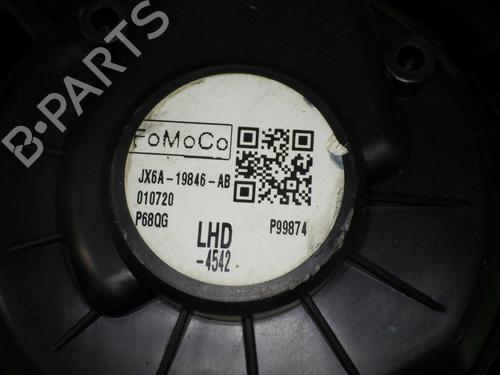 B-PARTS
FoMoCo
JX6A-19846-AB
010720
P68QG P99874
LHD
-4542